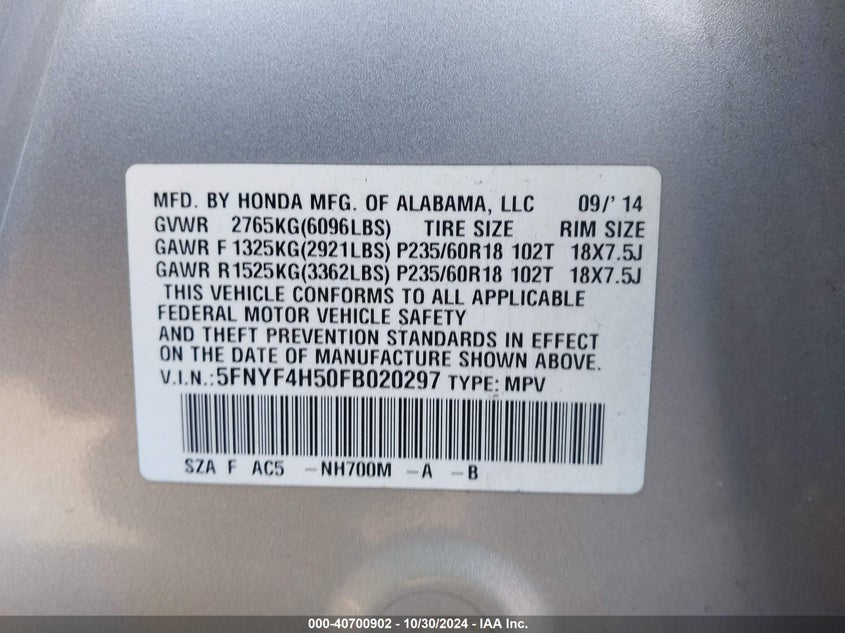 MFD. BY HONDA MFG. OF ALABAMA, LLC 09/' 14
GVWR 2765KG(6096LBS) TIRE SIZE RIM SIZE
GAWR F 1325KG(2921LBS) P235/60R18 102T 18X7.5J
GAWR R1525KG(3362LBS) P235/60R18 102T 18X7.5J
THIS VEHICLE CONFORMS TO ALL APPLICABLE
FEDERAL MOTOR VEHICLE SAFETY
AND THEFT PREVENTION STANDARDS IN EFFECT
ON THE DATE OF MANUFACTURE SHOWN ABOVE.
V.I.N.:5FNYF4H50FB020297 TYPE: MPV
SZA F AC5 -NH700M -A -B
000-40700902 - 10/30/2024 - IAA Inc.